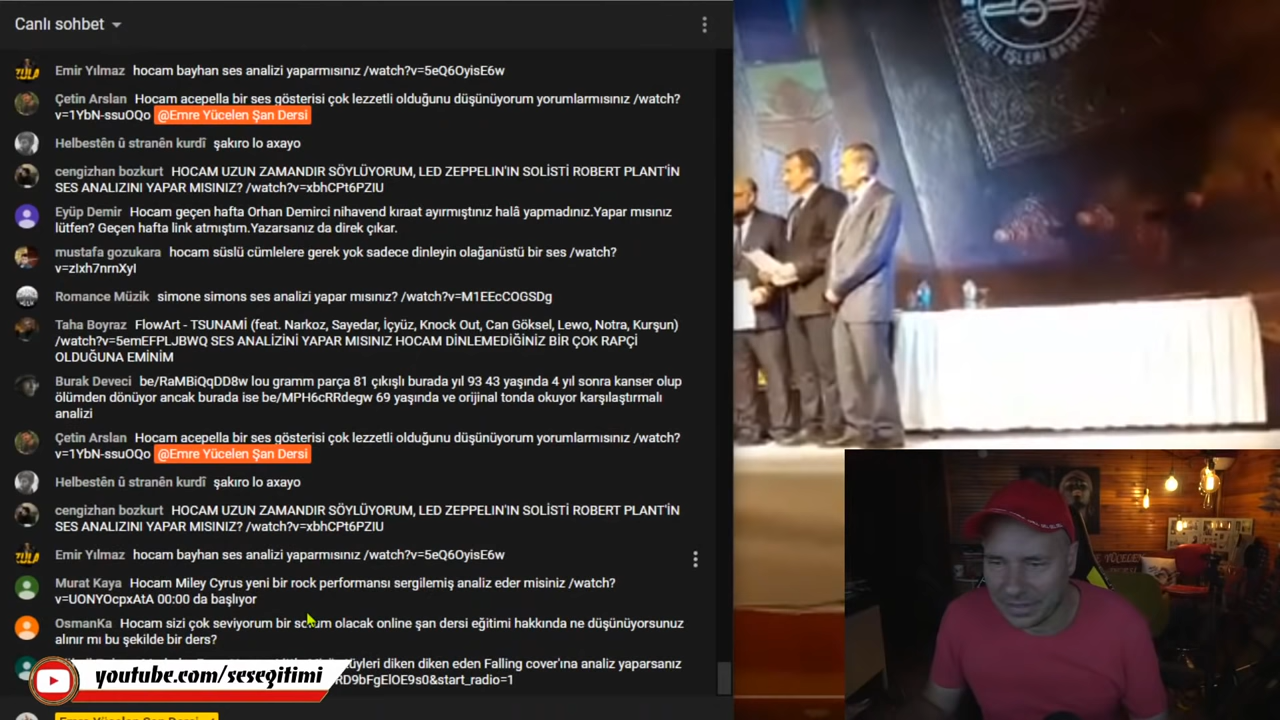 Canlı sohbet
Emir Yılmaz hocam bayhan ses analizi yaparmısınız /watch?v=5eQ6OyisE6w
Çetin Arslan Hocam acepella bir ses gösterisi çok lezzetli olduğunu düşünüyorum yorumlarmısınız /watch?
v=1YbN-ssuOQo @Emre Yücelen Şan Dersi
Helbestên û stranên kurdî şakıro lo axayo
cengizhan bozkurt HOCAM UZUN ZAMANDIR SÖYLÜYORUM, LED ZEPPELIN'IN SOLİSTİ ROBERT PLANT'İN
SES ANALIZINI YAPAR MISINIZ? /watch?v=xbhCPt6PZIU
Eyüp Demir Hocam geçen hafta Orhan Demirci nihavend kıraat ayırmıştınız halâ yapmadınız.Yapar mısınız
lütfen? Geçen hafta link atmıştım.Yazarsanız da direk çıkar.
mustafa gozukara hocam süslü cümlelere gerek yok sadece dinleyin olağanüstü bir ses /watch?
v=zIxh7nrnXyI
Romance Müzik simone simons ses analizi yapar mısınız? /watch?v=M1EEcCOGSDg
Taha Boyraz FlowArt - TSUNAMİ (feat. Narkoz, Sayedar, İçyüz, Knock Out, Can Göksel, Lewo, Notra, Kurşun)
/watch?v=5emEFPLJBWQ SES ANALİZİNİ YAPAR MISINIZ HOCAM DİNLEMEDİĞİNİZ BİR ÇOK RAPÇİ
OLDUĞUNA EMİNİM
Burak Deveci be/RaMBiQqDD8w lou gramm parça 81 çıkışlı burada yıl 93 43 yaşında 4 yıl sonra kanser olup
ölümden dönüyor ancak burada ise be/MPH6cRRdegw 69 yaşında ve orijinal tonda okuyor karşılaştırmalı
analizi
Çetin Arslan Hocam acepella bir ses gösterisi çok lezzetli olduğunu düşünüyorum yorumlarmısınız /watch?
v=1YbN-ssuOQo @Emre Yücelen Şan Dersi
Helbestên û stranên kurdî şakıro lo axayo
cengizhan bozkurt HOCAM UZUN ZAMANDIR SÖYLÜYORUM, LED ZEPPELIN'IN SOLİSTİ ROBERT PLANT'İN
SES ANALIZINI YAPAR MISINIZ? /watch?v=xbhCPt6PZIU
Emir Yılmaz hocam bayhan ses analizi yaparmısınız /watch?v=5eQ6OyisE6w
Murat Kaya Hocam Miley Cyrus yeni bir rock performansı sergilemiş analiz eder misiniz /watch?
v=UONYOcpxAtA 00:00 da başlıyor
OsmanKa Hocam sizi çok seviyorum bir sorum olacak online şan dersi eğitimi hakkında ne düşünüyorsunuz
alınır mı bu şekilde bir ders?
tüyleri diken diken eden Falling cover'ına analiz yaparsanız
RD9bFgElOE9s0&start_radio=1
youtube.com/sesegitimi
Emre Yücelen Şan Dersi
DİYANET İŞLERİ BAŞKANLI